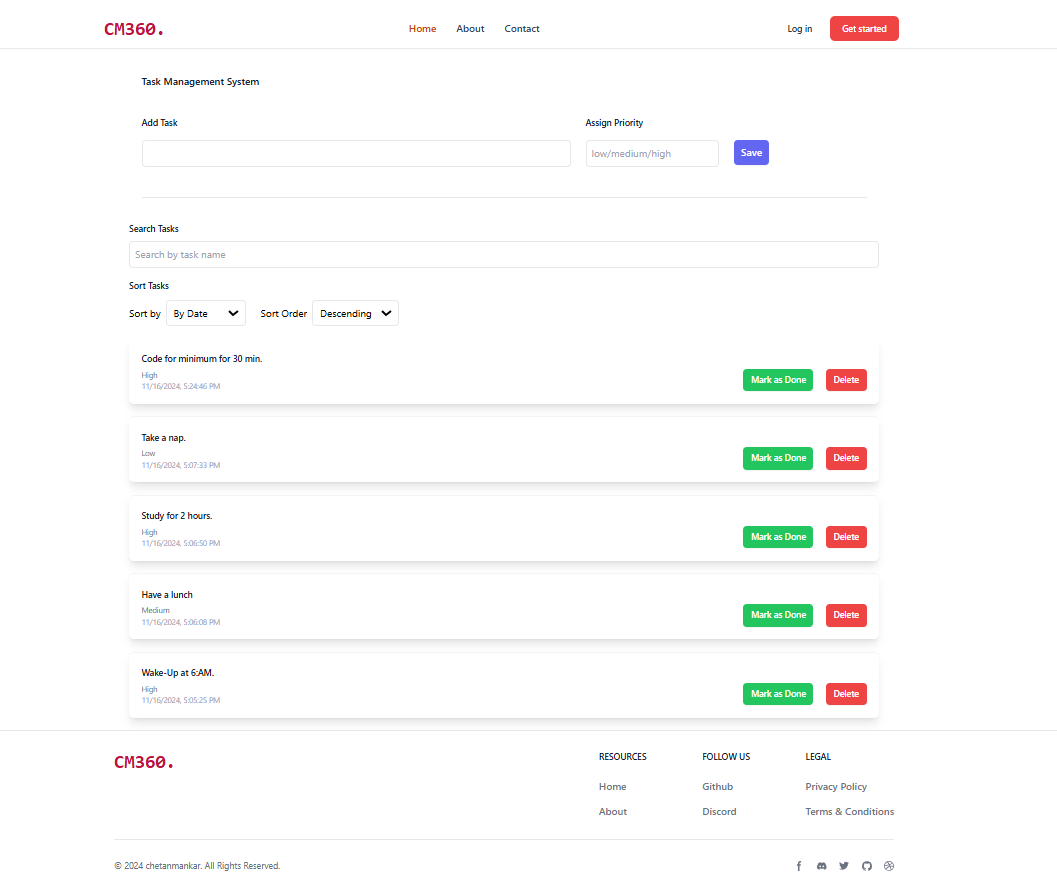 CM360. Home About Contact Log in Get started
Task Management System
Add Task Assign Priority
low/medium/high Save
Search Tasks
Search by task name
Sort Tasks
Sort by By Date Sort Order Descending
Code for minimum for 30 min.
High
11/16/2024, 5:24:46 PM
Mark as Done Delete
Take a nap.
Low
11/16/2024, 5:07:33 PM
Mark as Done Delete
Study for 2 hours.
High
11/16/2024, 5:06:50 PM
Mark as Done Delete
Have a lunch
Medium
11/16/2024, 5:06:08 PM
Mark as Done Delete
Wake-Up at 6:AM.
High
11/16/2024, 5:05:25 PM
Mark as Done Delete
CM360. RESOURCES FOLLOW US LEGAL
Home Github Privacy Policy
About Discord Terms & Conditions
© 2024 chetanmankar. All Rights Reserved.